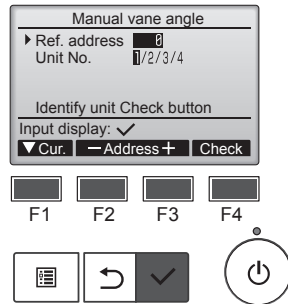 Manual vane angle
Ref. address 0
Unit No. 1/2/3/4
Identify unit Check button
Input display: ✓
▼ Cur. − Address + Check
F1 F2 F3 F4